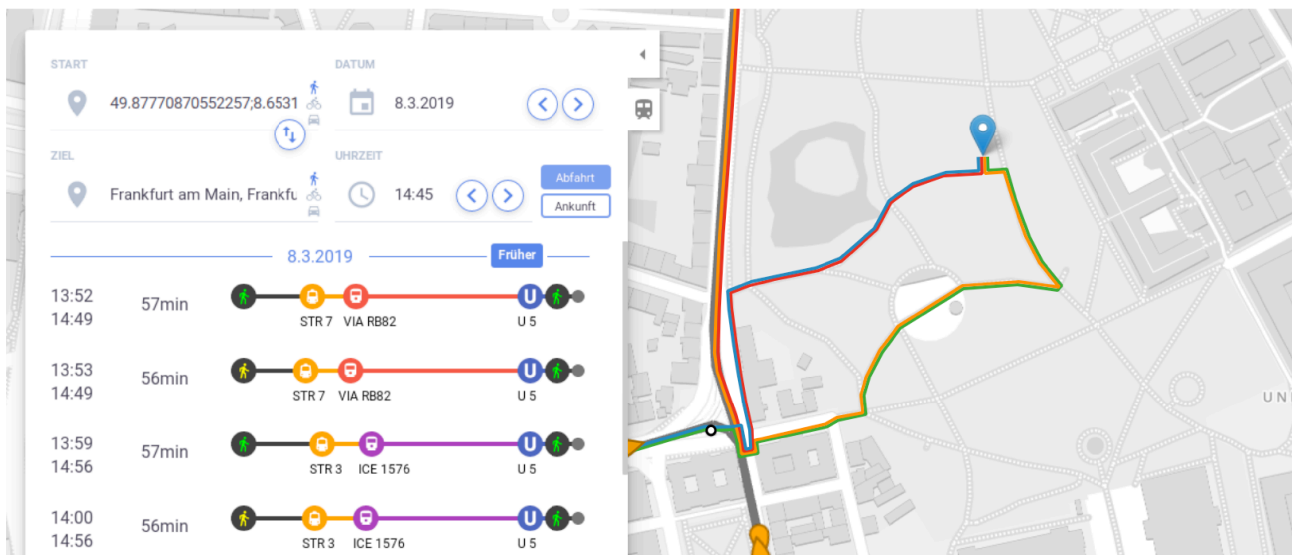 START
DATUM
49.87770870552257;8.6531
8.3.2019
ZIEL
UHRZEIT
Frankfurt am Main, Frankfu
14:45
Abfahrt
Ankunft
8.3.2019
Früher
13:52
14:49
57min
STR 7 VIA RB82
U
U 5
13:53
14:49
56min
STR 7 VIA RB82
U
U 5
13:59
14:56
57min
STR 3 ICE 1576
U
U 5
14:00
14:56
56min
STR 3 ICE 1576
U
U 5
UNI